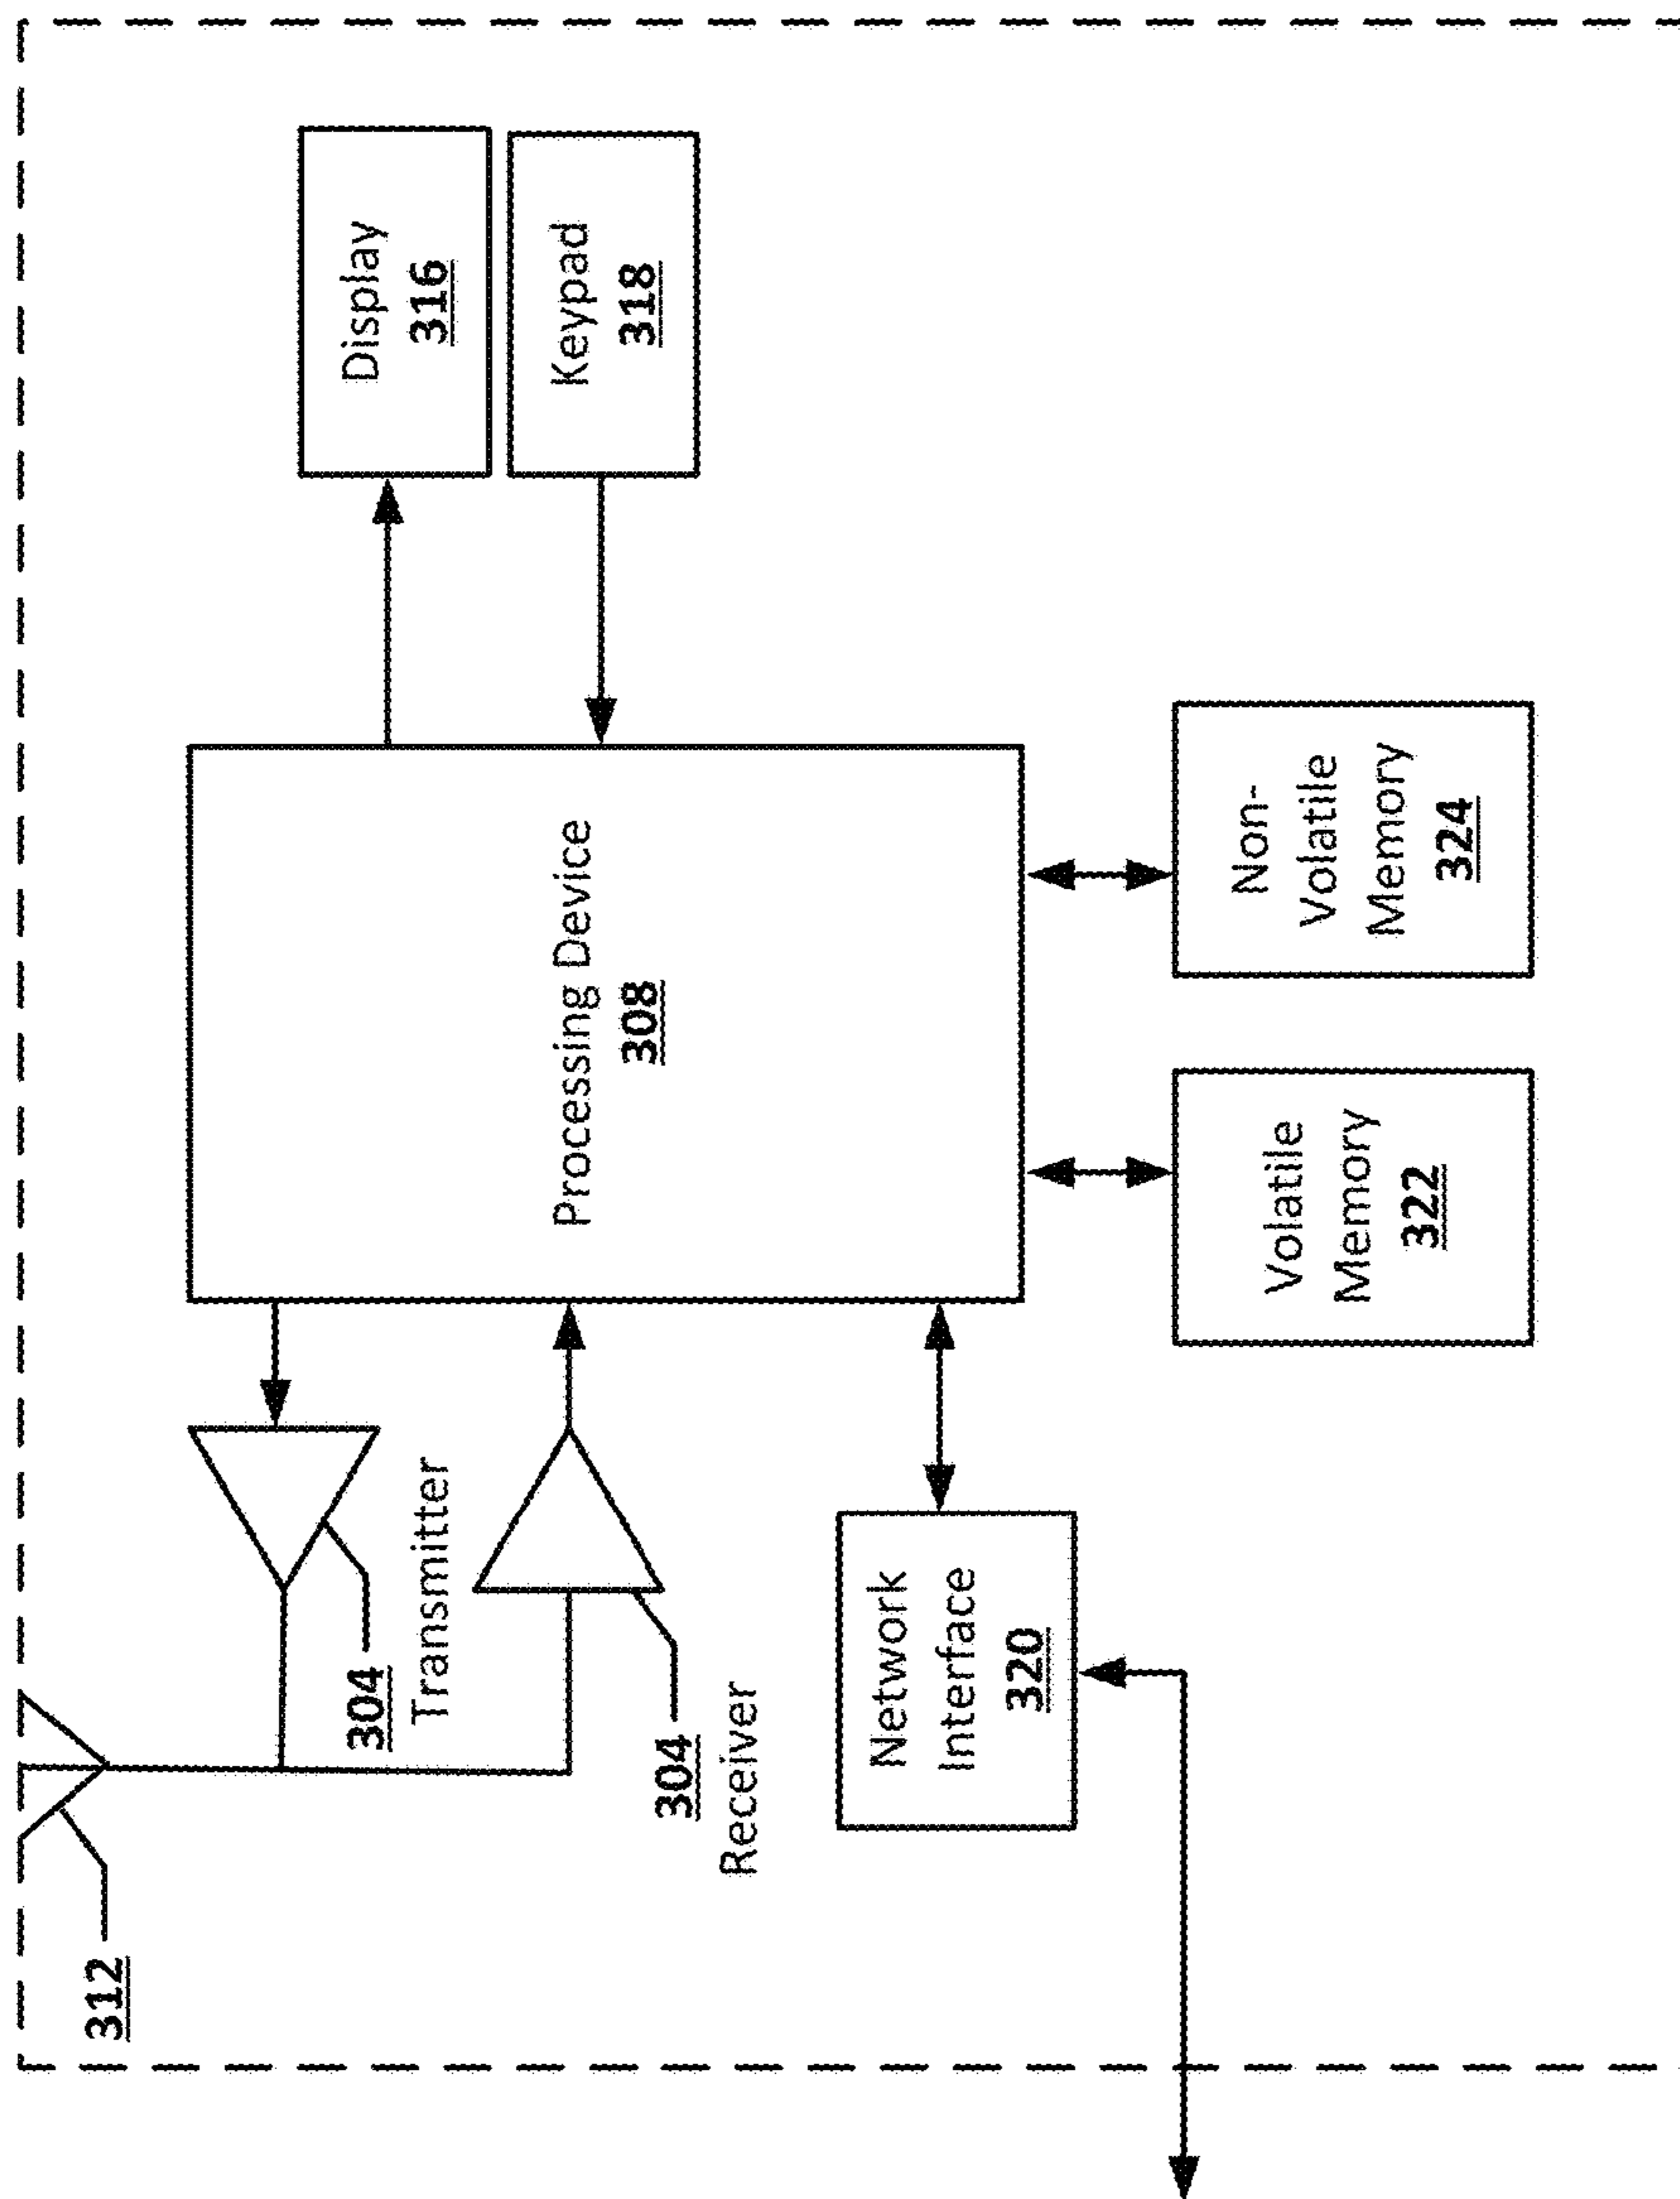 312
304
Transmitter
304
Receiver
Network
Interface
320
Processing Device
308
Volatile
Memory
322
Non-
Volatile
Memory
324
Display
316
Keypad
318